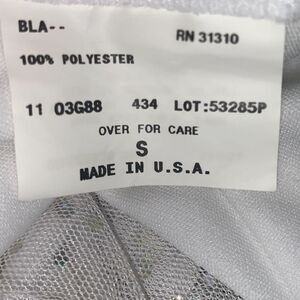 BLA-- RN 31310
100% POLYESTER
11 03G88 434 LOT:53285P
OVER FOR CARE
S
MADE IN U.S.A.